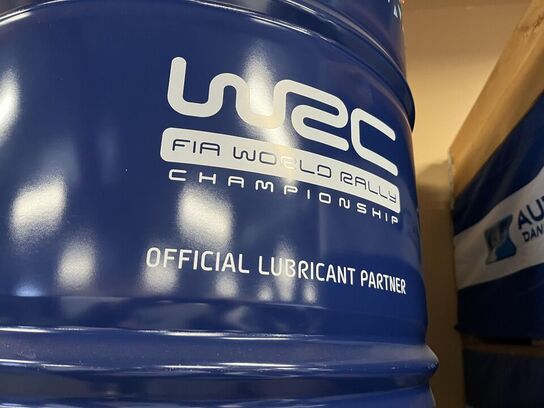 WRC
FIA WORLD RALLY
CHAMPIONSHIP
OFFICIAL LUBRICANT PARTNER